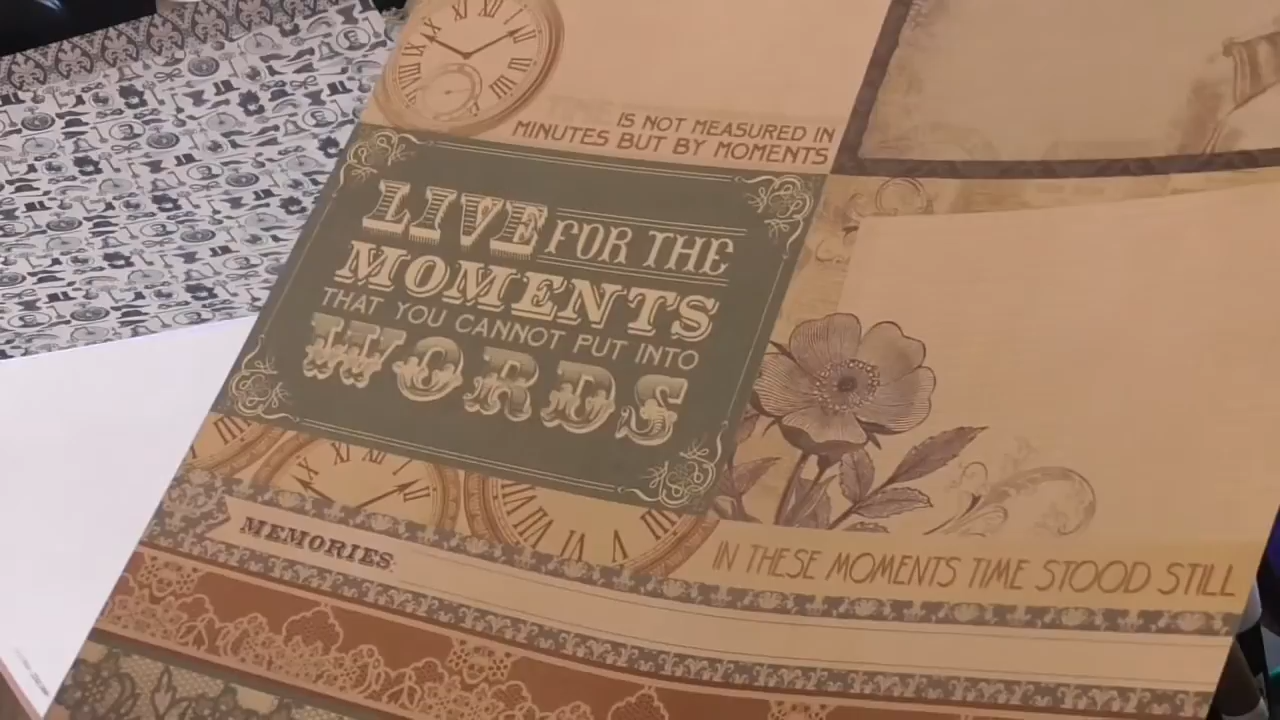 IS NOT MEASURED IN
MINUTES BUT BY MOMENTS
LIVE FOR THE
MOMENTS
THAT YOU CANNOT PUT INTO
WORDS
MEMORIES
IN THESE MOMENTS TIME STOOD STILL